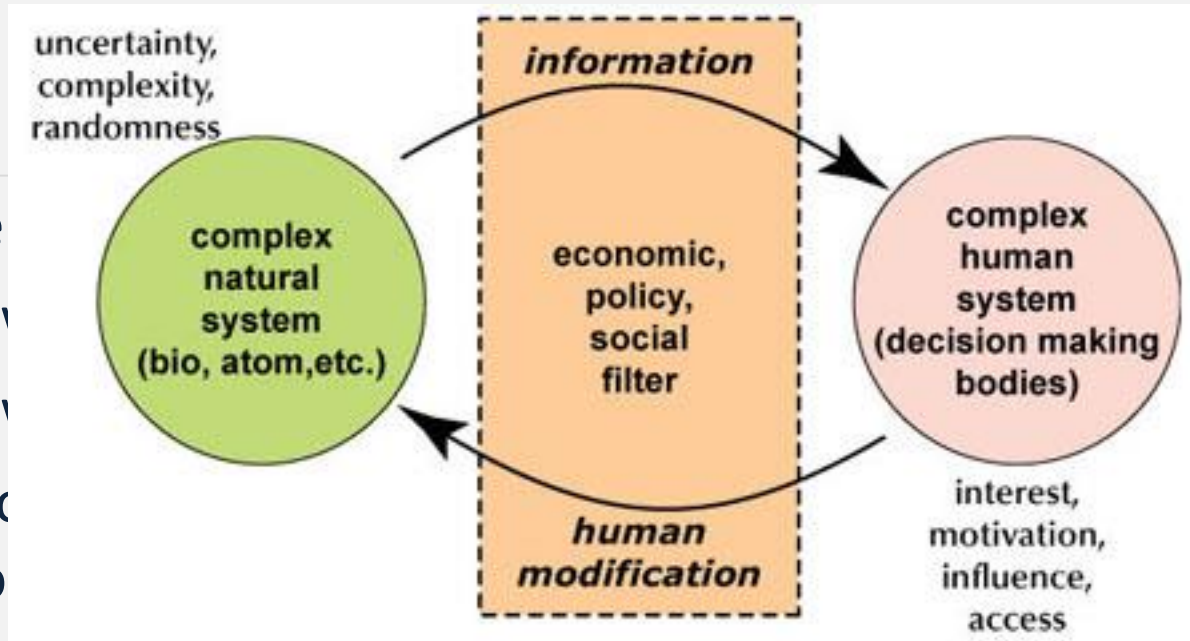 uncertainty,
complexity,
randomness
information
complex
natural
system
(bio, atom,etc.)
economic,
policy,
social
filter
complex
human
system
(decision making
bodies)
human
modification
interest,
motivation,
influence,
access